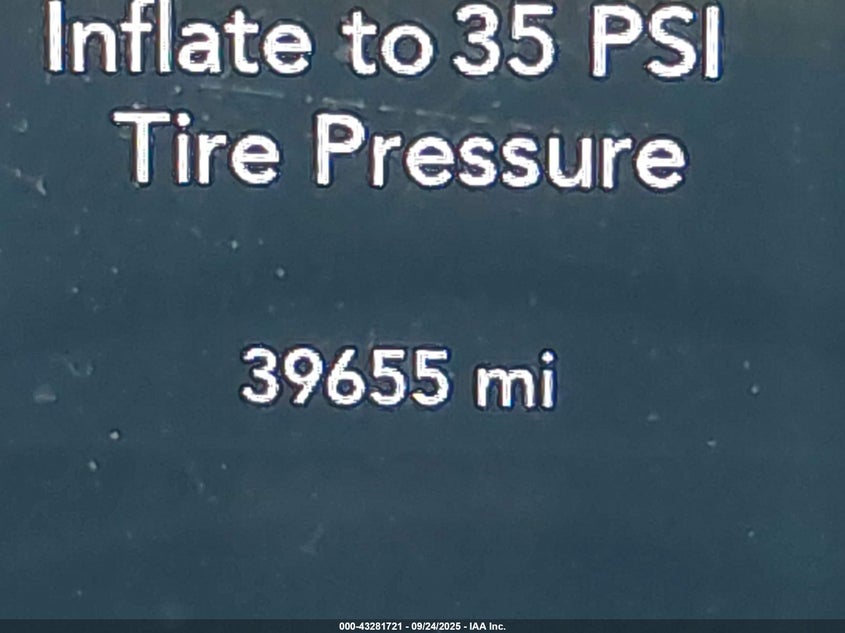 Inflate to 35 PSI
Tire Pressure
39655 mi
000-43281721 - 09/24/2025 - IAA Inc.